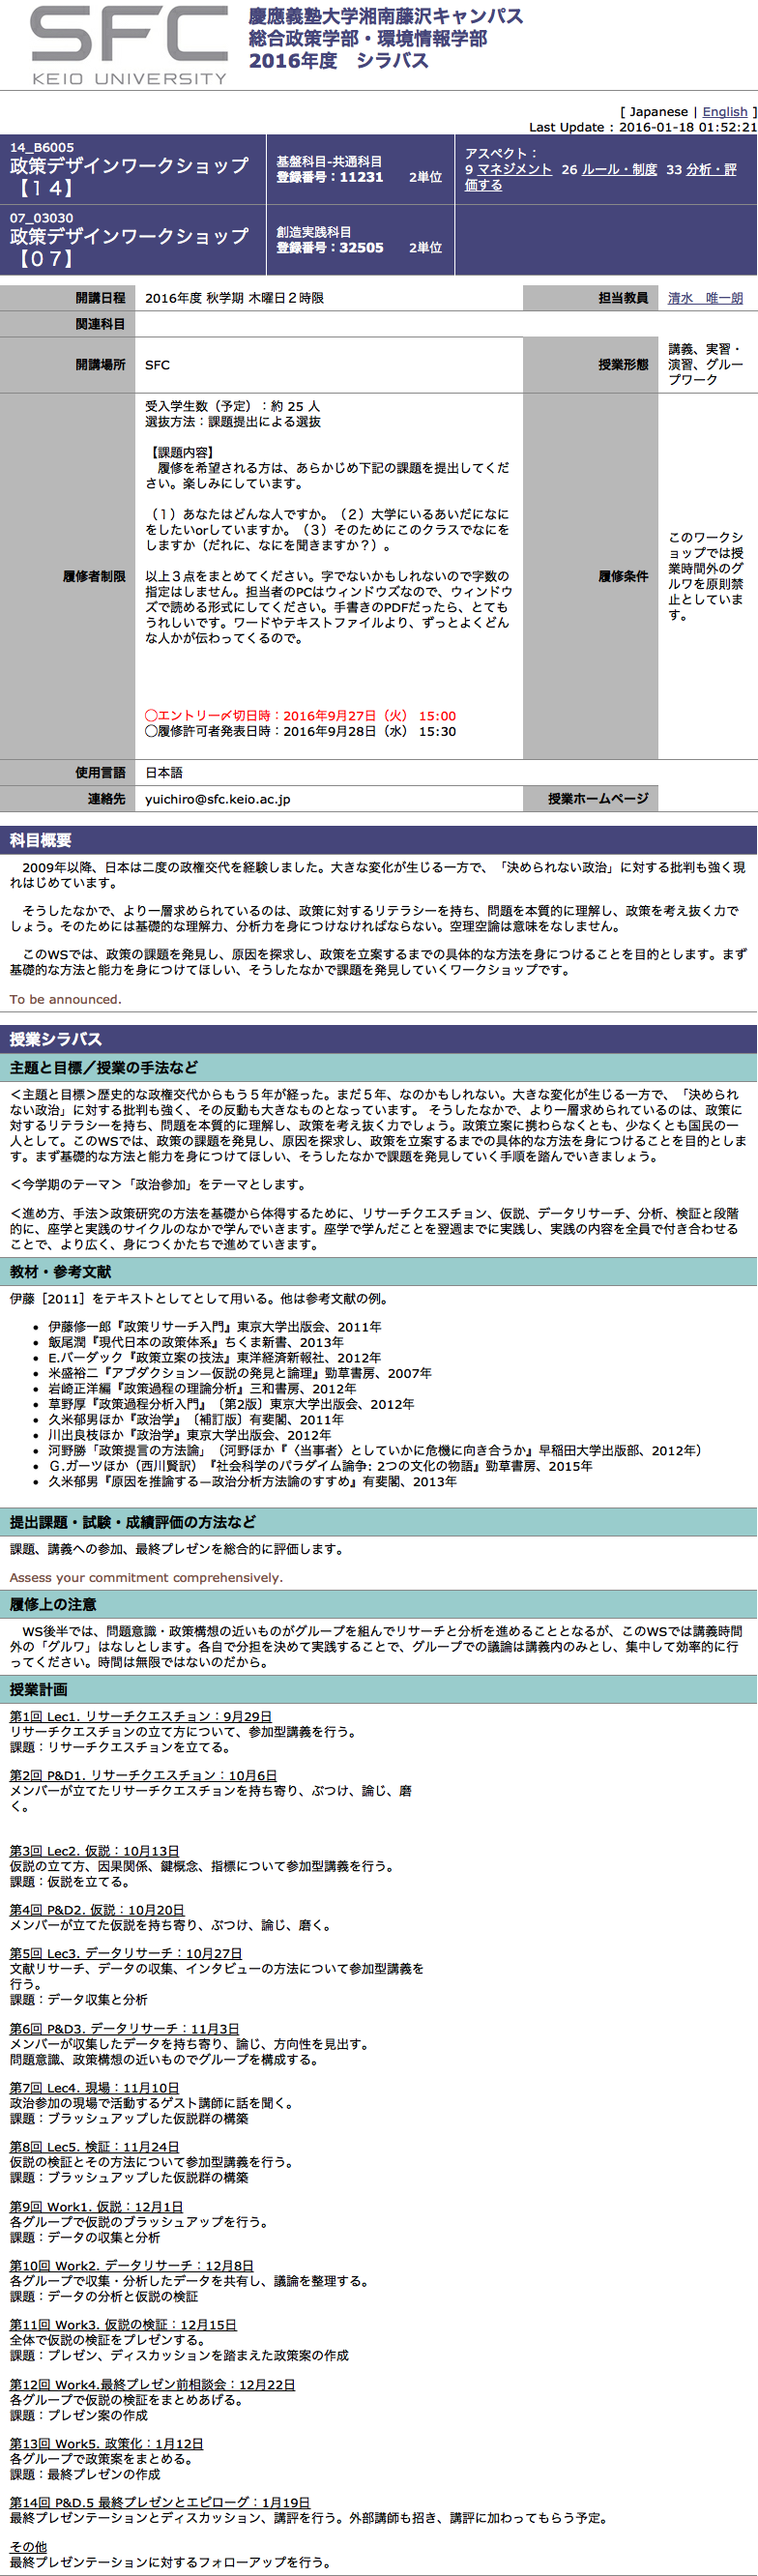 SFC
KEIO UNIVERSITY
慶應義塾大学湘南藤沢キャンパス
総合政策学部・環境情報学部
2016年度 シラバス
[ Japanese | English ]
Last Update : 2016-01-18 01:52:21
14_B6005
政策デザインワークショップ
【１４】
基盤科目-共通科目
登録番号：11231 2単位
アスペクト：
9 マネジメント 26 ルール・制度 33 分析・評
価する
07_03030
政策デザインワークショップ
【０７】
創造実践科目
登録番号：32505 2単位
開講日程 2016年度 秋学期 木曜日２時限 担当教員 清水 唯一朗
関連科目
開講場所 SFC 授業形態
講義、実習・
演習、グルー
プワーク
履修者制限
受入学生数（予定）：約 25 人
選抜方法：課題提出による選抜
【課題内容】
　履修を希望される方は、あらかじめ下記の課題を提出してくだ
さい。楽しみにしています。
（１）あなたはどんな人ですか。（２）大学にいるあいだになに
をしたいorしていますか。（３）そのためにこのクラスでなにを
しますか（だれに、なにを聞きますか？）。
以上３点をまとめてください。字でないかもしれないので字数の
指定はしません。担当者のPCはウィンドウズなので、ウィンドウ
ズで読める形式にしてください。手書きのPDFだったら、とても
うれしいです。ワードやテキストファイルより、ずっとよくどん
な人かが伝わってくるので。
◯エントリー〆切日時：2016年9月27日（火） 15:00
◯履修許可者発表日時：2016年9月28日（水） 15:30
履修条件
このワークシ
ョップでは授
業時間外のグ
ルワを原則禁
止としていま
す。
使用言語 日本語
連絡先 yuichiro@sfc.keio.ac.jp 授業ホームページ
科目概要
　2009年以降、日本は二度の政権交代を経験しました。大きな変化が生じる一方で、「決められない政治」に対する批判も強く現
れはじめています。
　そうしたなかで、より一層求められているのは、政策に対するリテラシーを持ち、問題を本質的に理解し、政策を考え抜く力で
しょう。そのためには基礎的な理解力、分析力を身につけなければならない。空理空論は意味をなしません。
　このWSでは、政策の課題を発見し、原因を探求し、政策を立案するまでの具体的な方法を身につけることを目的とします。まず
基礎的な方法と能力を身につけてほしい、そうしたなかで課題を発見していくワークショップです。
To be announced.
授業シラバス
主題と目標／授業の手法など
＜主題と目標＞歴史的な政権交代からもう５年が経った。まだ５年、なのかもしれない。大きな変化が生じる一方で、「決められ
ない政治」に対する批判も強く、その反動も大きなものとなっています。 そうしたなかで、より一層求められているのは、政策に
対するリテラシーを持ち、問題を本質的に理解し、政策を考え抜く力でしょう。政策立案に携わらなくとも、少なくとも国民の一
人として。このWSでは、政策の課題を発見し、原因を探求し、政策を立案するまでの具体的な方法を身につけることを目的としま
す。まず基礎的な方法と能力を身につけてほしい、そうしたなかで課題を発見していく手順を踏んでいきましょう。
＜今学期のテーマ＞「政治参加」をテーマとします。
＜進め方、手法＞政策研究の方法を基礎から体得するために、リサーチクエスチョン、仮説、データリサーチ、分析、検証と段階
的に、座学と実践のサイクルのなかで学んでいきます。座学で学んだことを翌週までに実践し、実践の内容を全員で付き合わせる
ことで、より広く、身につくかたちで進めていきます。
教材・参考文献
伊藤［2011］をテキストとしてとして用いる。他は参考文献の例。
• 伊藤修一郎『政策リサーチ入門』東京大学出版会、2011年
• 飯尾潤『現代日本の政策体系』ちくま新書、2013年
• E.バーダック『政策立案の技法』東洋経済新報社、2012年
• 米盛裕二『アブダクション―仮説の発見と論理』勁草書房、2007年
• 岩崎正洋編『政策過程の理論分析』三和書房、2012年
• 草野厚『政策過程分析入門』〔第2版〕東京大学出版会、2012年
• 久米郁男ほか『政治学』〔補訂版〕有斐閣、2011年
• 川出良枝ほか『政治学』東京大学出版会、2012年
• 河野勝「政策提言の方法論」（河野ほか『〈当事者〉としていかに危機に向き合うか』早稲田大学出版部、2012年）
• Ｇ.ガーツほか（西川賢訳）『社会科学のパラダイム論争: 2つの文化の物語』勁草書房、2015年
• 久米郁男『原因を推論する―政治分析方法論のすすめ』有斐閣、2013年
提出課題・試験・成績評価の方法など
課題、講義への参加、最終プレゼンを総合的に評価します。
Assess your commitment comprehensively.
履修上の注意
　WS後半では、問題意識・政策構想の近いものがグループを組んでリサーチと分析を進めることとなるが、このWSでは講義時間
外の「グルワ」はなしとします。各自で分担を決めて実践することで、グループでの議論は講義内のみとし、集中して効率的に行
ってください。時間は無限ではないのだから。
授業計画
第1回 Lec1. リサーチクエスチョン：9月29日
リサーチクエスチョンの立て方について、参加型講義を行う。
課題：リサーチクエスチョンを立てる。
第2回 P&D1. リサーチクエスチョン：10月6日
メンバーが立てたリサーチクエスチョンを持ち寄り、ぶつけ、論じ、磨
く。
第3回 Lec2. 仮説：10月13日
仮説の立て方、因果関係、鍵概念、指標について参加型講義を行う。
課題：仮説を立てる。
第4回 P&D2. 仮説：10月20日
メンバーが立てた仮説を持ち寄り、ぶつけ、論じ、磨く。
第5回 Lec3. データリサーチ：10月27日
文献リサーチ、データの収集、インタビューの方法について参加型講義を
行う。
課題：データ収集と分析
第6回 P&D3. データリサーチ：11月3日
メンバーが収集したデータを持ち寄り、論じ、方向性を見出す。
問題意識、政策構想の近いものでグループを構成する。
第7回 Lec4. 現場：11月10日
政治参加の現場で活動するゲスト講師に話を聞く。
課題：ブラッシュアップした仮説群の構築
第8回 Lec5. 検証：11月24日
仮説の検証とその方法について参加型講義を行う。
課題：ブラッシュアップした仮説群の構築
第9回 Work1. 仮説：12月1日
各グループで仮説のブラッシュアップを行う。
課題：データの収集と分析
第10回 Work2. データリサーチ：12月8日
各グループで収集・分析したデータを共有し、議論を整理する。
課題：データの分析と仮説の検証
第11回 Work3. 仮説の検証：12月15日
全体で仮説の検証をプレゼンする。
課題：プレゼン、ディスカッションを踏まえた政策案の作成
第12回 Work4.最終プレゼン前相談会：12月22日
各グループで仮説の検証をまとめあげる。
課題：プレゼン案の作成
第13回 Work5. 政策化：1月12日
各グループで政策案をまとめる。
課題：最終プレゼンの作成
第14回 P&D.5 最終プレゼンとエピローグ：1月19日
最終プレゼンテーションとディスカッション、講評を行う。外部講師も招き、講評に加わってもらう予定。
その他
最終プレゼンテーションに対するフォローアップを行う。